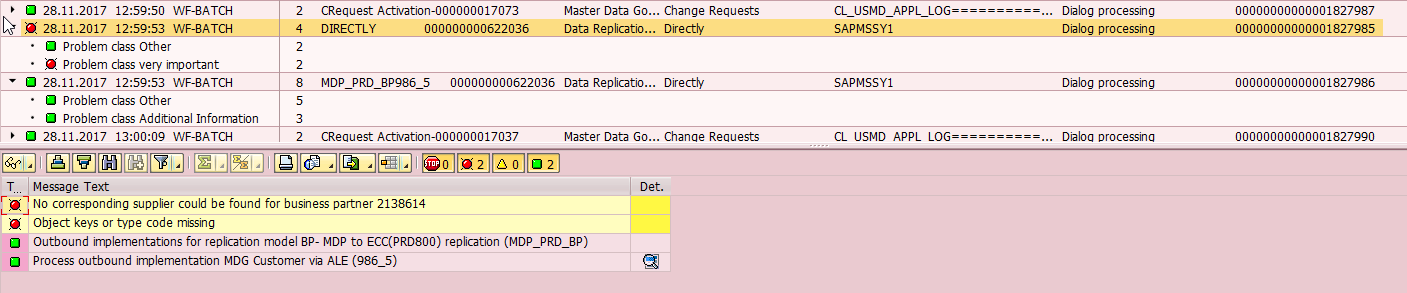 28.11.2017 12:59:50 WF-BATCH 2 CRequest Activation-000000017073 Master Data Go... Change Requests CL_USMD_APPL_LOG==========... Dialog processing 00000000000001827987
28.11.2017 12:59:53 WF-BATCH 4 DIRECTLY 000000000622036 Data Replicatio... Directly SAPMSSY1 Dialog processing 00000000000001827985
Problem class Other 2
Problem class very important 2
28.11.2017 12:59:53 WF-BATCH 8 MDP_PRD_BP986_5 000000000622036 Data Replicatio... Directly SAPMSSY1 Dialog processing 00000000000001827986
Problem class Other 5
Problem class Additional Information 3
28.11.2017 13:00:09 WF-BATCH 2 CRequest Activation-000000017037 Master Data Go... Change Requests CL_USMD_APPL_LOG==========... Dialog processing 00000000000001827990
STOP 0 2 0 2
T... Message Text Det.
No corresponding supplier could be found for business partner 2138614
Object keys or type code missing
Outbound implementations for replication model BP- MDP to ECC(PRD800) replication (MDP_PRD_BP)
Process outbound implementation MDG Customer via ALE (986_5)